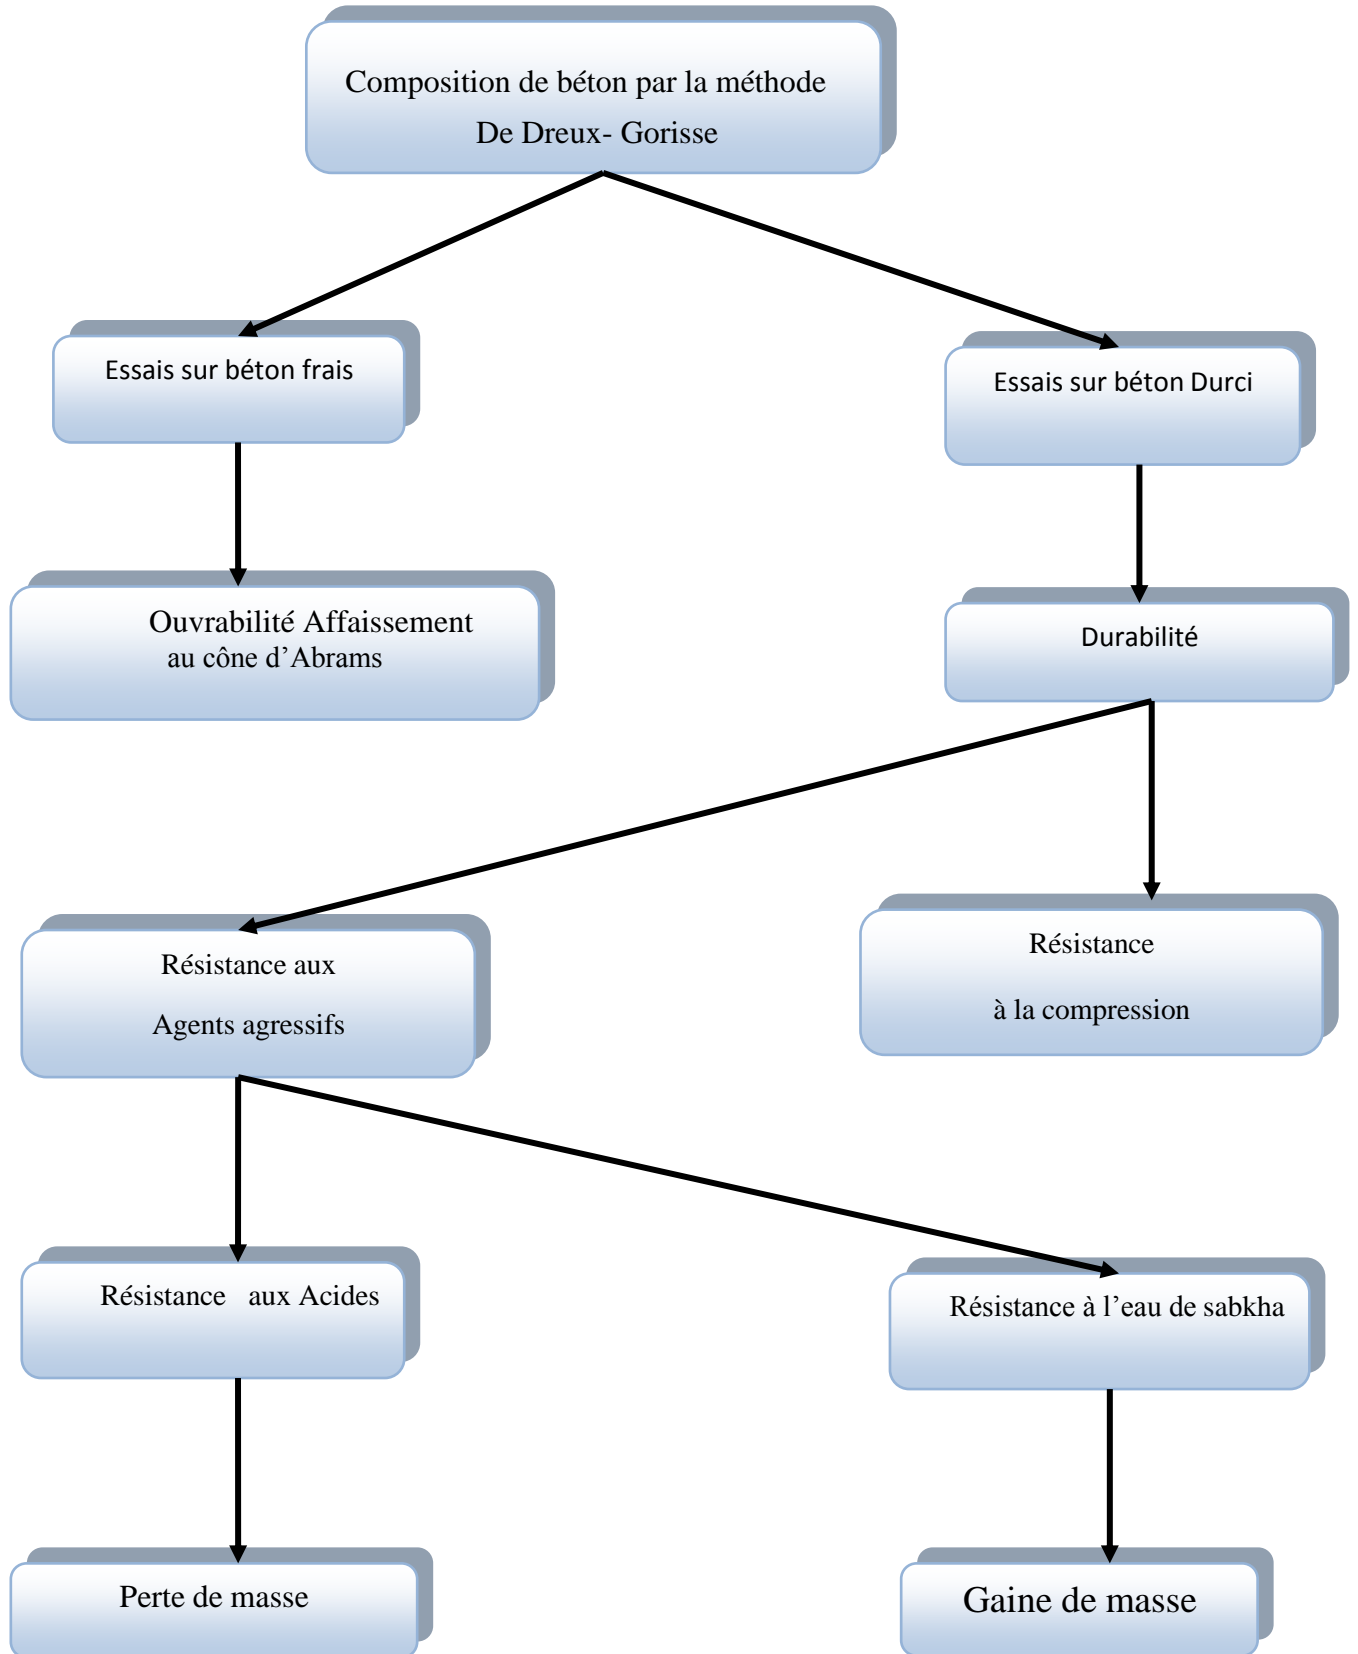 Composition de béton par la méthode
De Dreux- Gorisse
Essais sur béton frais
Essais sur béton Durci
Ouvrabilité Affaissement
au cône d’Abrams
Durabilité
Résistance aux
Agents agressifs
Résistance
à la compression
Résistance aux Acides
Résistance à l’eau de sabkha
Perte de masse
Gaine de masse